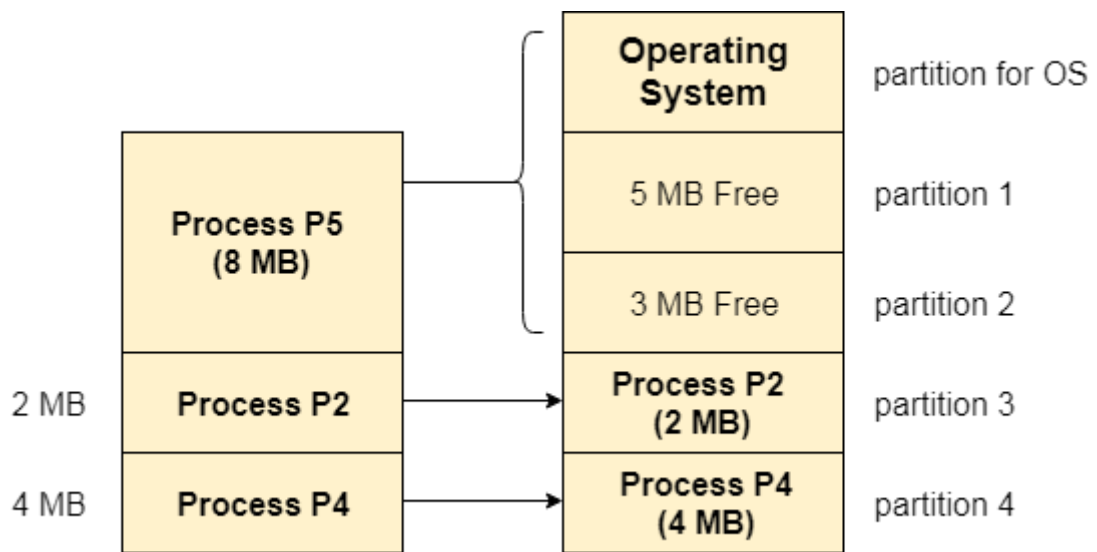 Operating
System
partition for OS
Process P5
(8 MB)
5 MB Free
partition 1
3 MB Free
partition 2
2 MB
Process P2
Process P2
(2 MB)
partition 3
4 MB
Process P4
Process P4
(4 MB)
partition 4